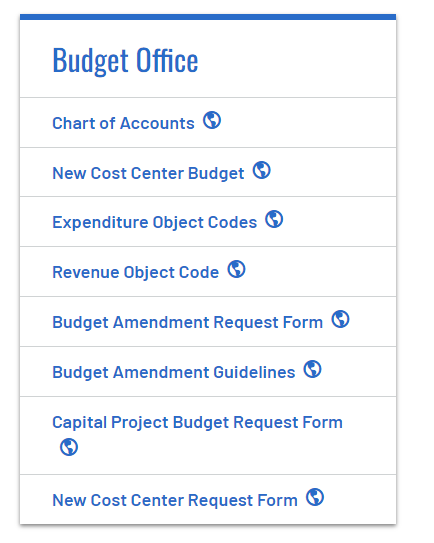 Budget Office
Chart of Accounts
New Cost Center Budget
Expenditure Object Codes
Revenue Object Code
Budget Amendment Request Form
Budget Amendment Guidelines
Capital Project Budget Request Form
New Cost Center Request Form